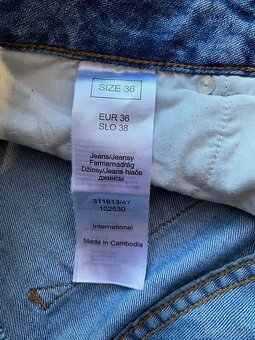 SIZE 36
EUR 36
SLO 38
Jeans/Jeansy
Farmernadrág
Džínsy/Jeans hlače
джинсы
311613/47
102530
International
Made in Cambodia